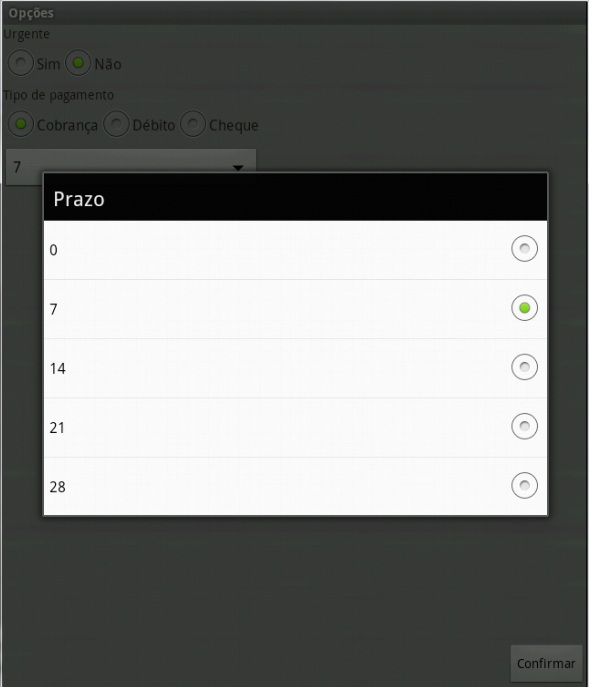 Opções
Urgente
Sim Não
Tipo de pagamento
Cobrança Débito Cheque
7
Prazo
0
7
14
21
28
Confirmar